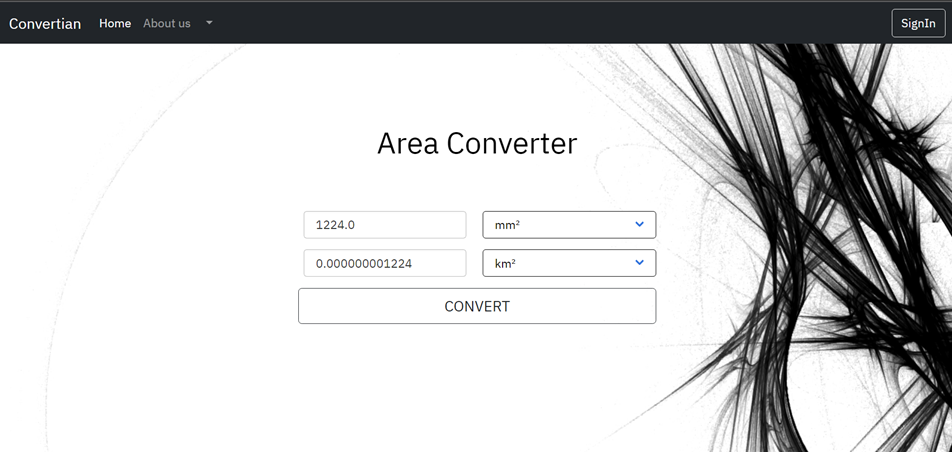 Convertian Home About us SignIn
Area Converter
1224.0 mm²
0.000000001224 km²
CONVERT